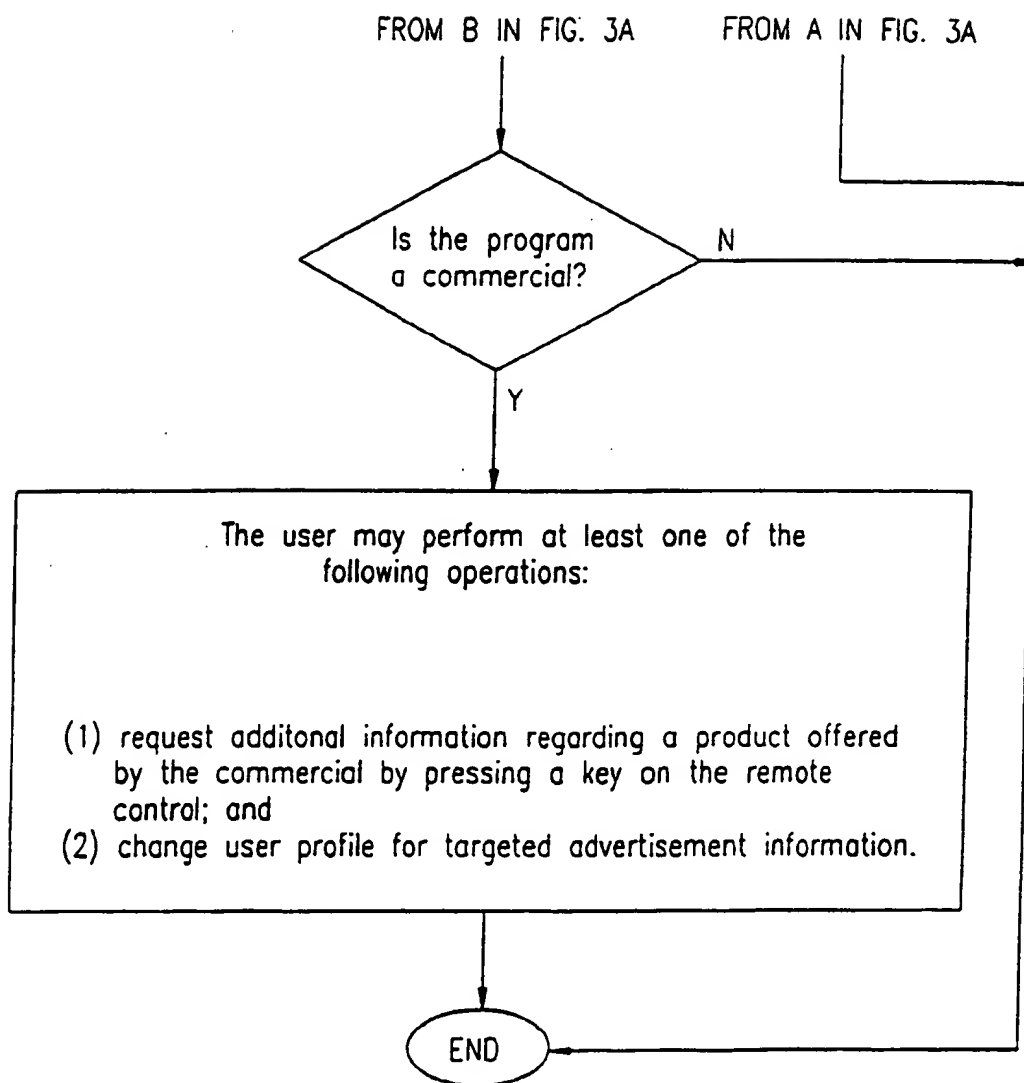 FROM B IN FIG. 3A
FROM A IN FIG. 3A
Is the program
a commercial?
N
Y
The user may perform at least one of the
following operations:
(1) request additonal information regarding a product offered
by the commercial by pressing a key on the remote
control; and
(2) change user profile for targeted advertisement information.
END